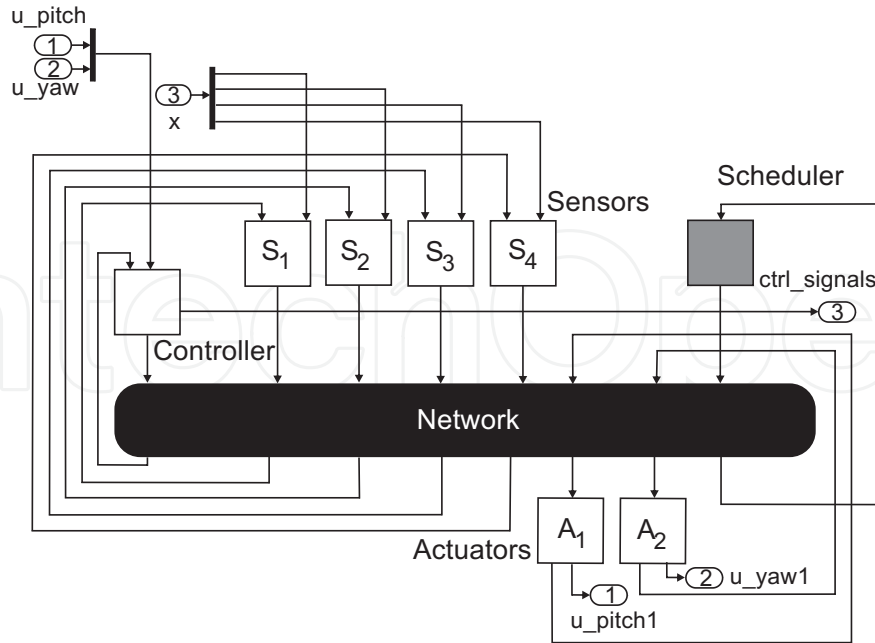 u_pitch
1
2
u_yaw
3
x
Sensors
Scheduler
S1
S2
S3
S4
ctrl_signals
3
Controller
Network
Actuators
A1
A2
2 u_yaw1
1
u_pitch1
IntechOpe